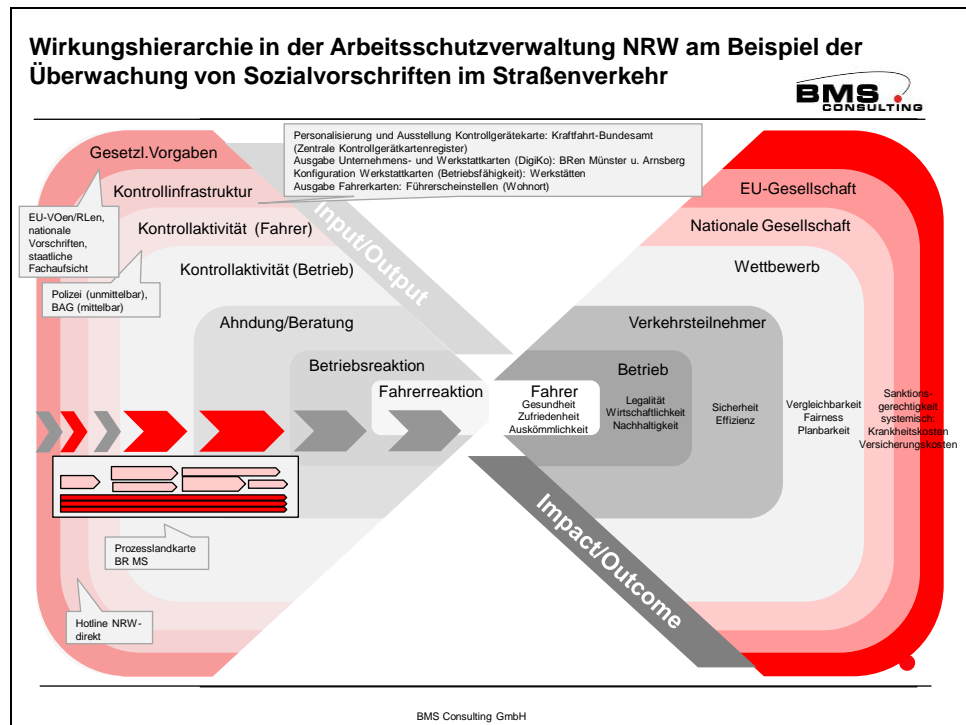 Wirkungshierarchie in der Arbeitsschutzverwaltung NRW am Beispiel der
Überwachung von Sozialvorschriften im Straßenverkehr
BMS
CONSULTING
Personalisierung und Ausstellung Kontrollgerätekarte: Kraftfahrt-Bundesamt
(Zentrale Kontrollgerätkartenregister)
Ausgabe Unternehmens- und Werkstattkarten (DigiKo): BRen Münster u. Arnsberg
Konfiguration Werkstattkarten (Betriebsfähigkeit): Werkstätten
Ausgabe Fahrerkarten: Führerscheinstellen (Wohnort)
Gesetzl.Vorgaben
Kontrollinfrastruktur
EU-VOen/RLen,
nationale
Vorschriften,
staatliche
Fachaufsicht
Kontrollaktivität (Fahrer)
Kontrollaktivität (Betrieb)
Polizei (unmittelbar),
BAG (mittelbar)
Ahndung/Beratung
Betriebsreaktion
Fahrerreaktion
Input/Output
EU-Gesellschaft
Nationale Gesellschaft
Wettbewerb
Verkehrsteilnehmer
Betrieb
Fahrer
Gesundheit
Zufriedenheit
Auskömmlichkeit
Legalität
Wirtschaftlichkeit
Nachhaltigkeit
Sicherheit
Effizienz
Vergleichbarkeit
Fairness
Planbarkeit
Sanktions-
gerechtigkeit
systemisch:
Krankheitskosten
Versicherungskosten
Impact/Outcome
Prozesslandkarte
BR MS
Hotline NRW-
direkt
BMS Consulting GmbH